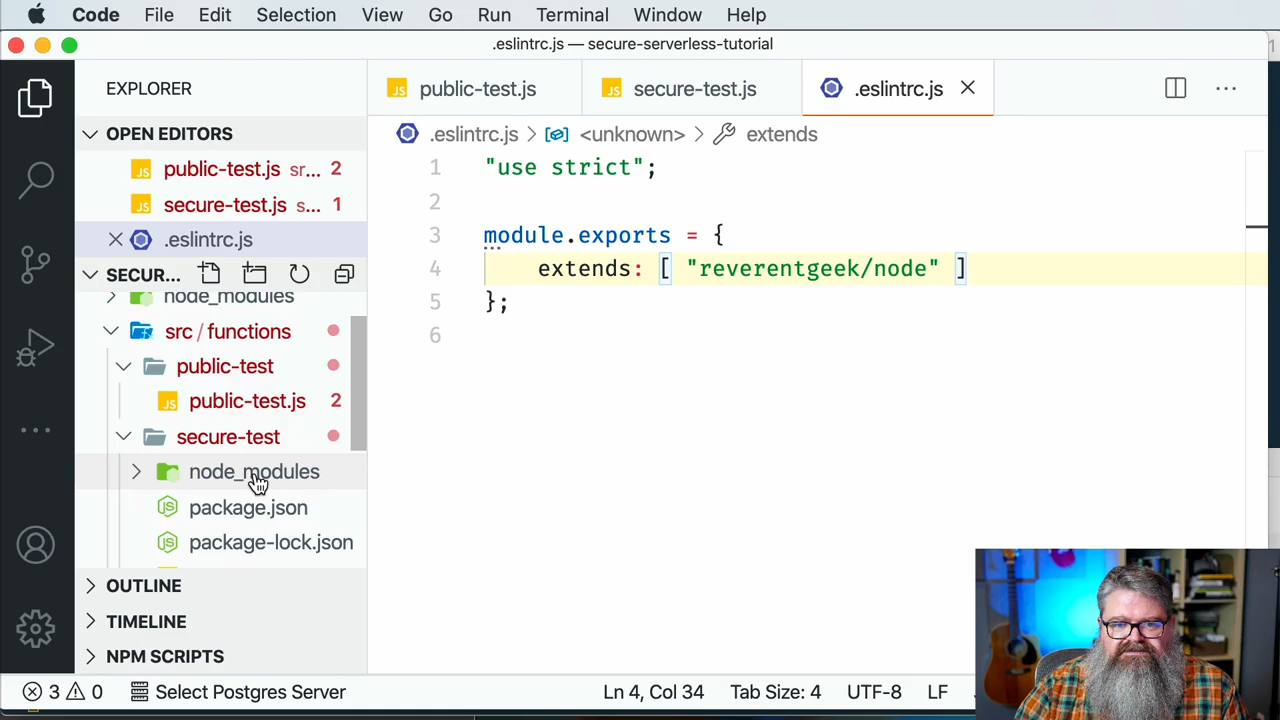 Code File Edit Selection View Go Run Terminal Window Help
.eslintrc.js — secure-serverless-tutorial
EXPLORER
public-test.js
secure-test.js
.eslintrc.js
OPEN EDITORS
public-test.js sr... 2
secure-test.js s... 1
.eslintrc.js
SECUR...
node_modules
src / functions
public-test
public-test.js 2
secure-test
node_modules
package.json
package-lock.json
OUTLINE
TIMELINE
NPM SCRIPTS
.eslintrc.js > <unknown> > extends
1 "use strict";
2
3 module.exports = {
4 extends: [ "reverentgeek/node" ]
5 };
6
3 0 Select Postgres Server Ln 4, Col 34 Tab Size: 4 UTF-8 LF